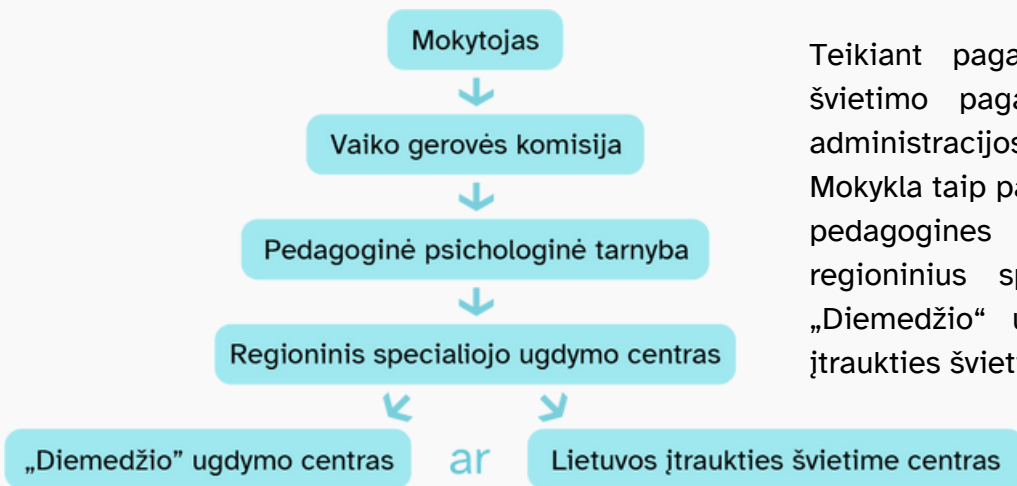 Mokytojas
Vaiko gerovės komisija
Pedagoginė psichologinė tarnyba
Regioninis specialiojo ugdymo centras
„Diemedžio” ugdymo centras
ar
Lietuvos įtraukties švietime centras
Teikiant
švietimo
administracijos
Mokykla taip
pedagogines
regioninius
„Diemedžio“
įtraukties